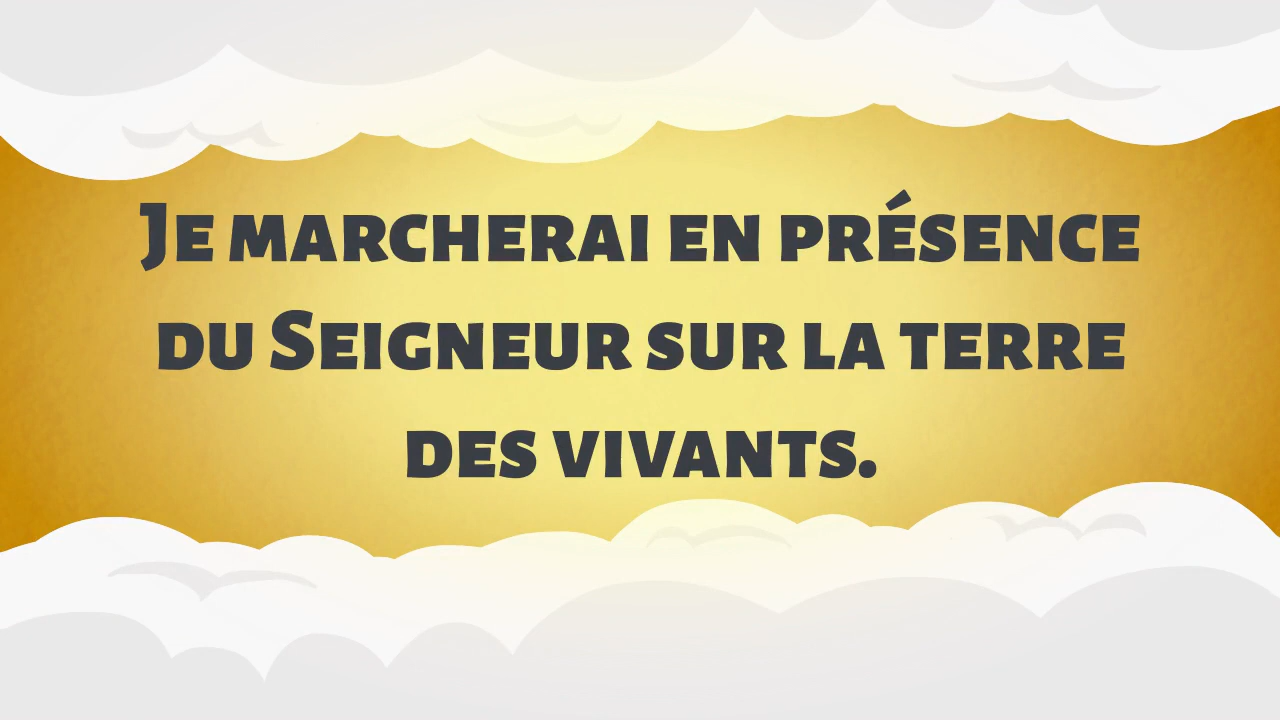 Je marcherai en présence
du Seigneur sur la terre
des vivants.